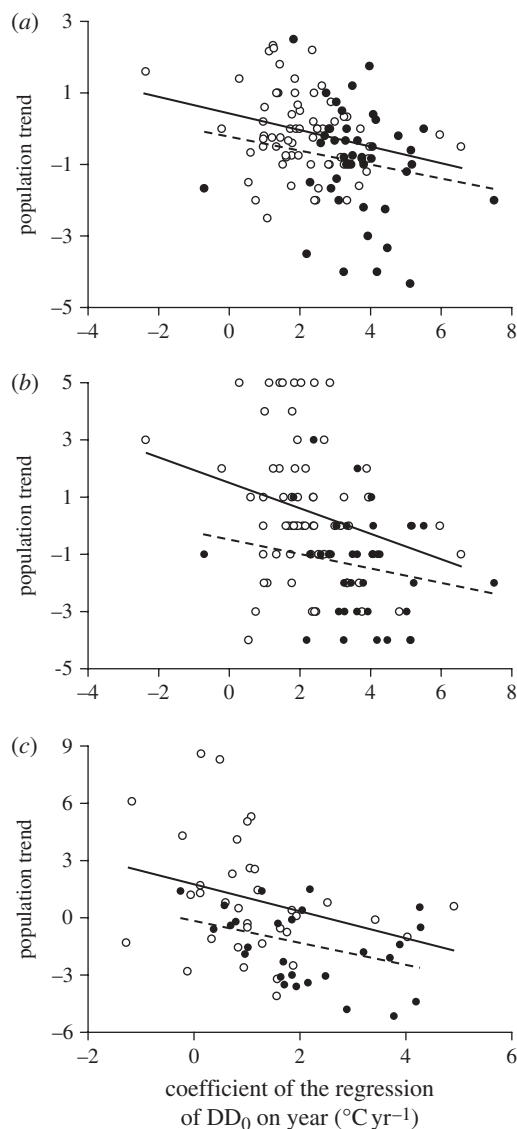 (a)
3
1
-1
-3
-5
population trend
−4 −2 0 2 4 6 8
(b)
5
3
1
-1
-3
-5
population trend
−4 −2 0 2 4 6 8
(c)
9
6
3
0
-3
-6
population trend
−2 0 2 4 6 8
coefficient of the regression
of DD₀ on year (°C yr⁻¹)